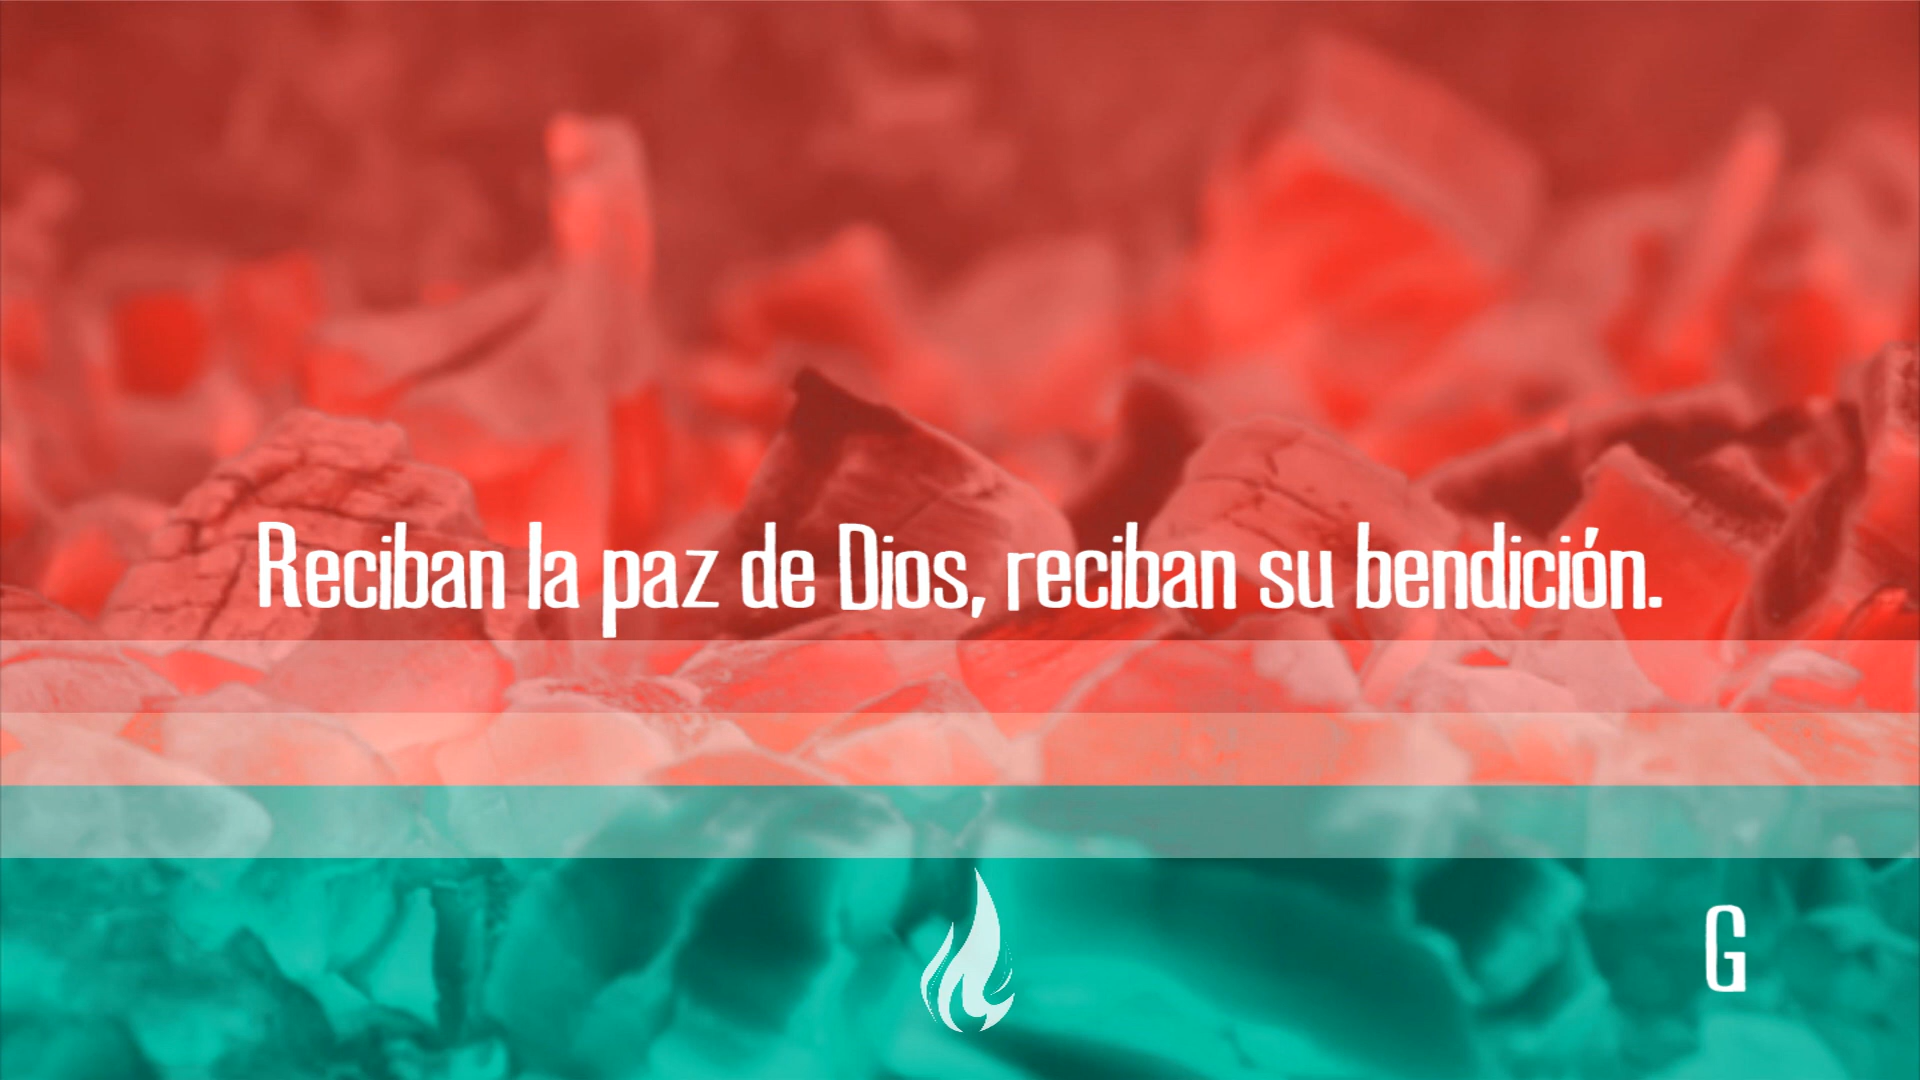 Reciban la paz de Dios, reciban su bendición.
G